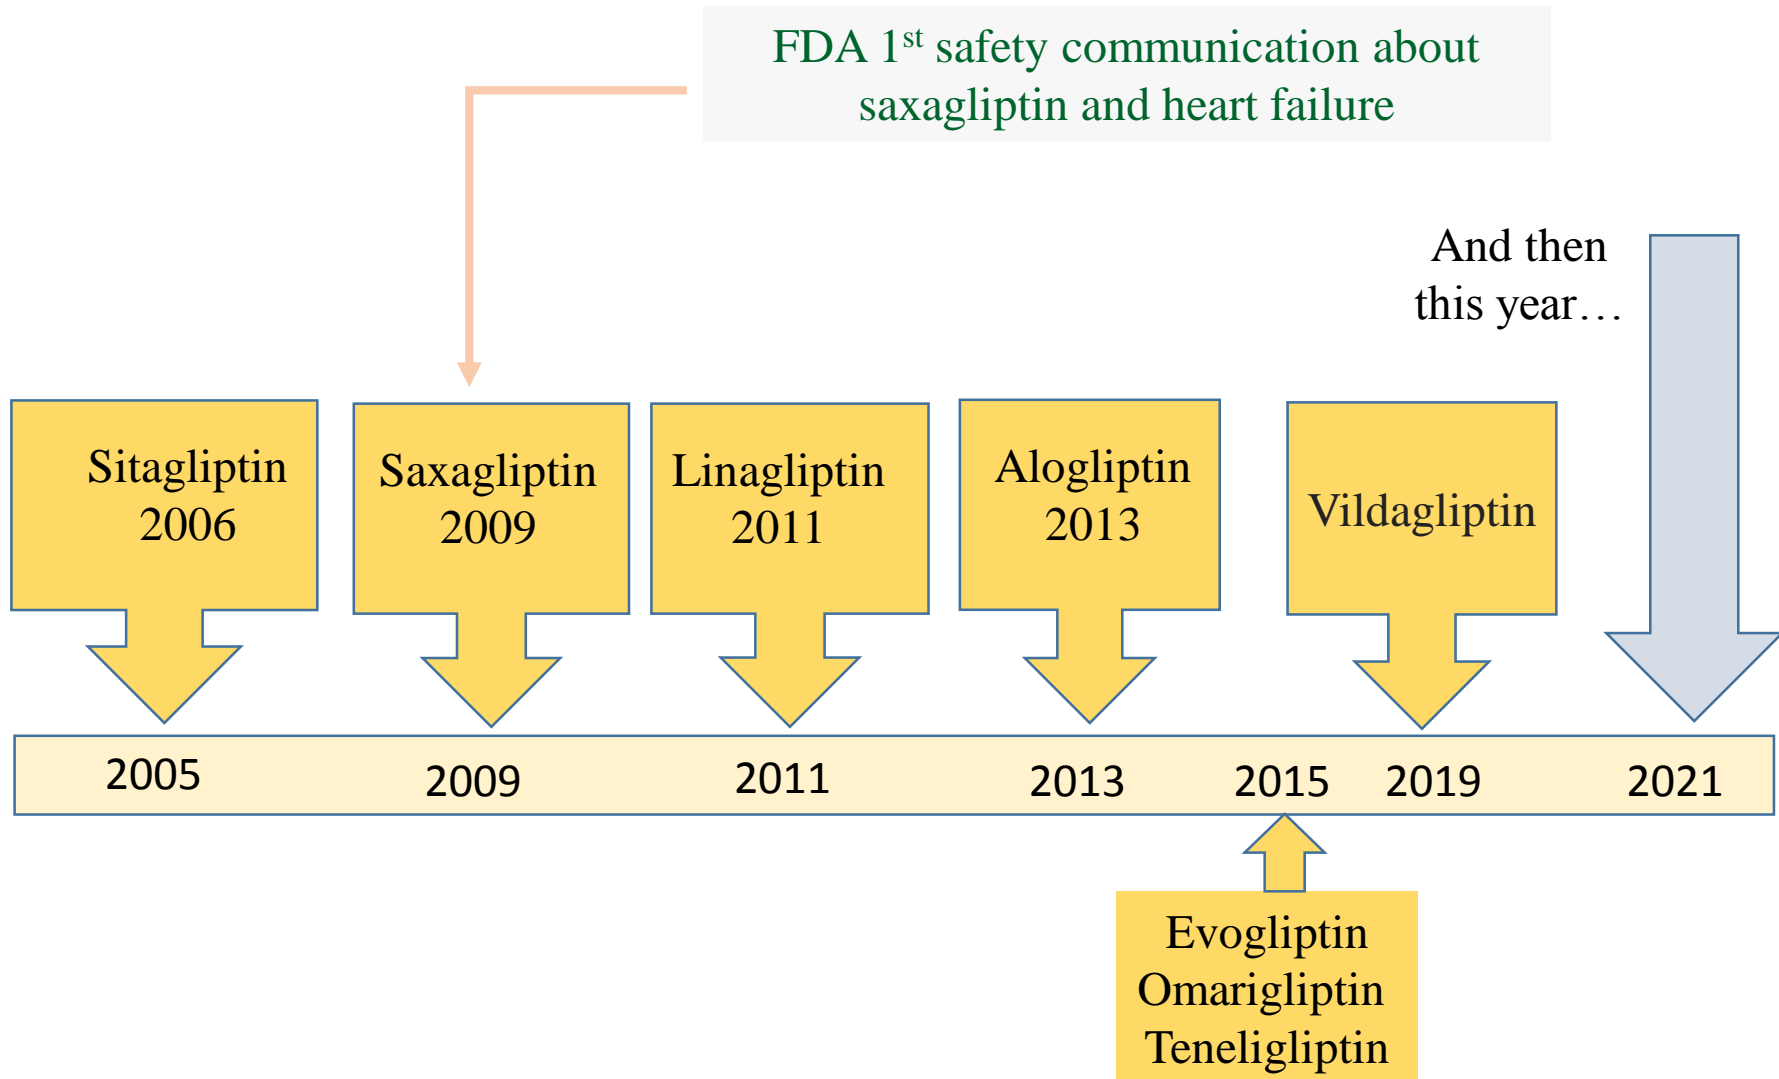 FDA 1st safety communication about
saxagliptin and heart failure
And then
this year…
Sitagliptin
2006
Saxagliptin
2009
Linagliptin
2011
Alogliptin
2013
Vildagliptin
2005
2009
2011
2013
2015
2019
2021
Evogliptin
Omarigliptin
Teneligliptin